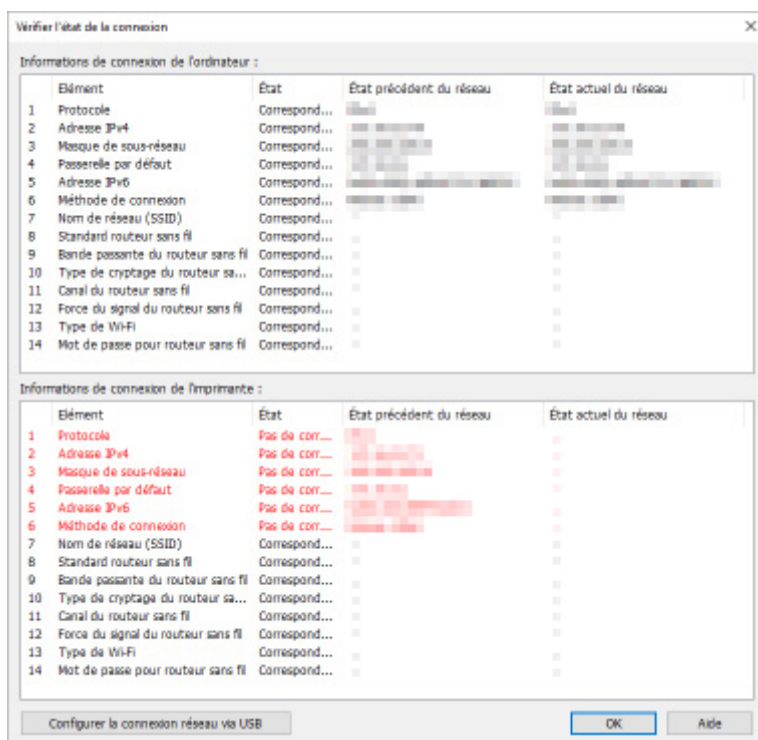 Vérifier l'état de la connexion
Informations de connexion de l'ordinateur :
Elément État État précédent du réseau État actuel du réseau
1 Protocole Correspond...
2 Adresse IPv4 Correspond...
3 Masque de sous-réseau Correspond...
4 Passerelle par défaut Correspond...
5 Adresse IPv6 Correspond...
6 Méthode de connexion Correspond...
7 Nom de réseau (SSID) Correspond...
8 Standard routeur sans fil Correspond...
9 Bande passante du routeur sans fil Correspond...
10 Type de cryptage du routeur sa... Correspond...
11 Canal du routeur sans fil Correspond...
12 Force du signal du routeur sans fil Correspond...
13 Type de Wi-Fi Correspond...
14 Mot de passe pour routeur sans fil Correspond...
Informations de connexion de l'imprimante :
Elément État État précédent du réseau État actuel du réseau
1 Protocole Pas de corr...
2 Adresse IPv4 Pas de corr...
3 Masque de sous-réseau Pas de corr...
4 Passerelle par défaut Pas de corr...
5 Adresse IPv6 Pas de corr...
6 Méthode de connexion Pas de corr...
7 Nom de réseau (SSID) Correspond...
8 Standard routeur sans fil Correspond...
9 Bande passante du routeur sans fil Correspond...
10 Type de cryptage du routeur sa... Correspond...
11 Canal du routeur sans fil Correspond...
12 Force du signal du routeur sans fil Correspond...
13 Type de Wi-Fi Correspond...
14 Mot de passe pour routeur sans fil Correspond...
Configurer la connexion réseau via USB OK Aide